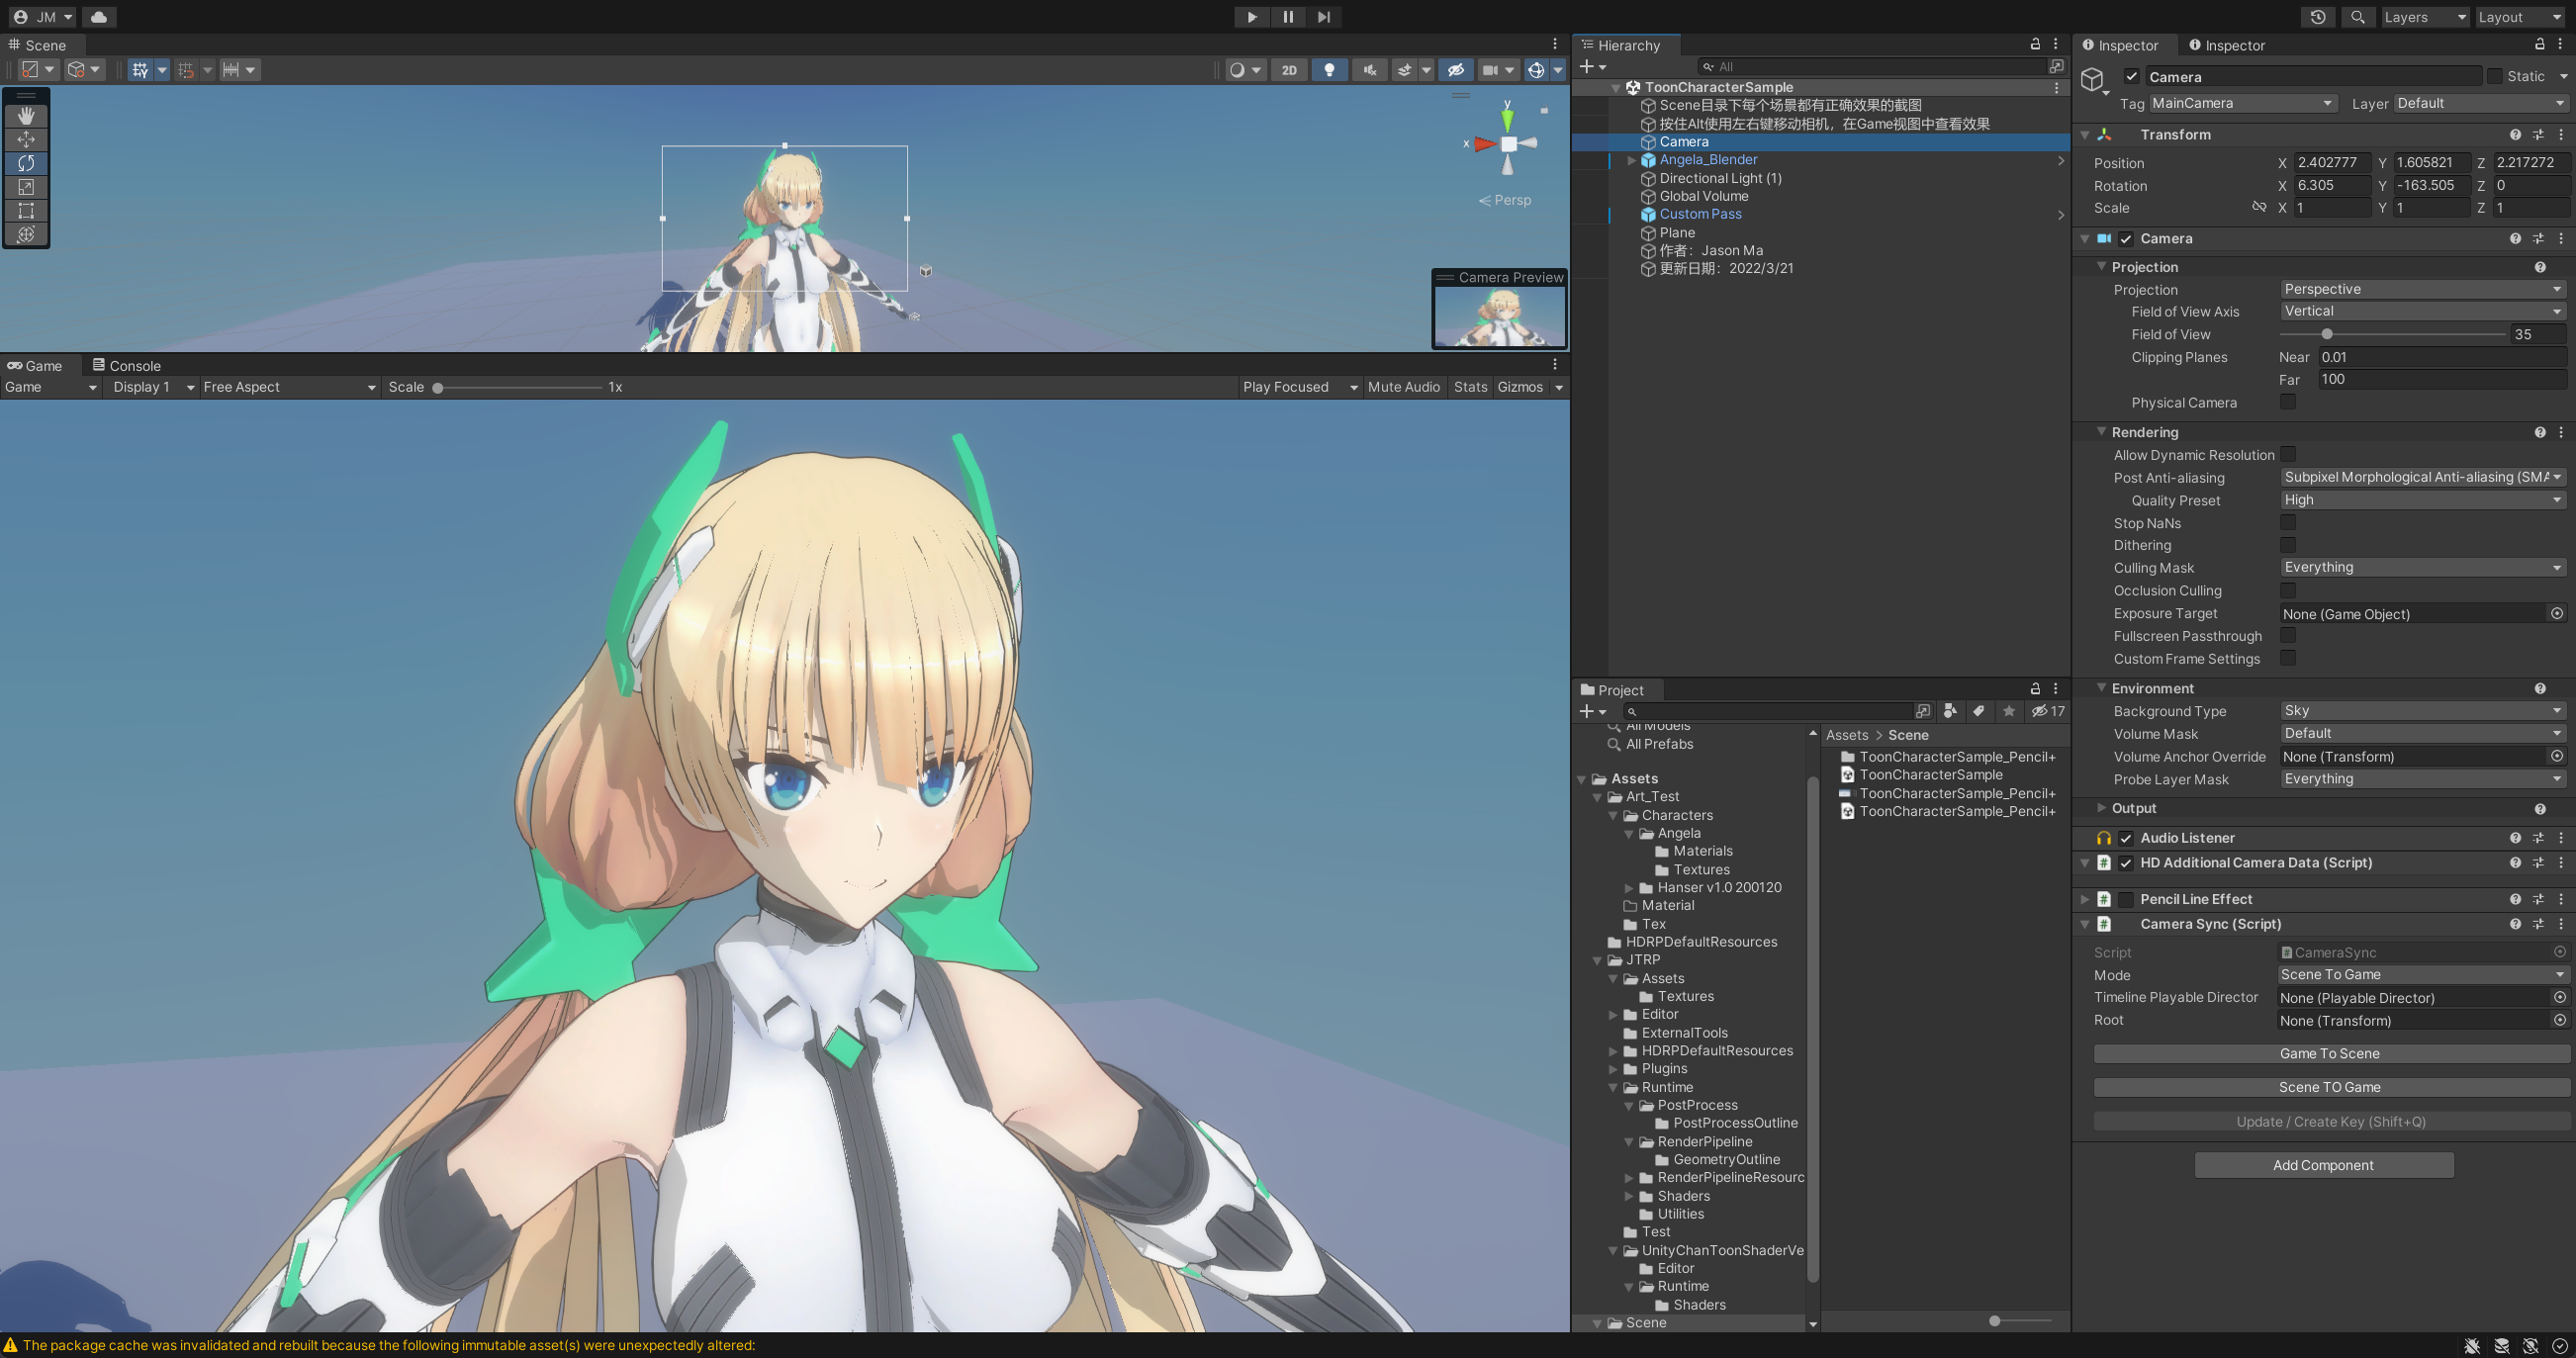 JM
Layers
Layout
Scene
2D
y
x
Persp
Camera Preview
Game
Console
Game
Display 1
Free Aspect
Scale
1x
Play Focused
Mute Audio
Stats
Gizmos
Hierarchy
All
ToonCharacterSample
Scene目录下每个场景都有正确效果的截图
按住Alt使用左右键移动相机，在Game视图中查看效果
Camera
Angela_Blender
Directional Light (1)
Global Volume
Custom Pass
Plane
作者：Jason Ma
更新日期：2022/3/21
Project
17
All Models
All Prefabs
Assets
Art_Test
Characters
Angela
Materials
Textures
Hanser v1.0 200120
Material
Tex
HDRPDefaultResources
JTRP
Assets
Textures
Editor
ExternalTools
HDRPDefaultResources
Plugins
Runtime
PostProcess
PostProcessOutline
RenderPipeline
GeometryOutline
RenderPipelineResourc
Shaders
Utilities
Test
UnityChanToonShaderVe
Editor
Runtime
Shaders
Scene
Assets > Scene
ToonCharacterSample_Pencil+
ToonCharacterSample
ToonCharacterSample_Pencil+
ToonCharacterSample_Pencil+
Inspector
Inspector
Camera
Static
Tag MainCamera
Layer Default
Transform
Position X 2.402777 Y 1.605821 Z 2.217272
Rotation X 6.305 Y -163.505 Z 0
Scale X 1 Y 1 Z 1
Camera
Projection
Projection Perspective
Field of View Axis Vertical
Field of View 35
Clipping Planes Near 0.01
Far 100
Physical Camera
Rendering
Allow Dynamic Resolution
Post Anti-aliasing Subpixel Morphological Anti-aliasing (SMA
Quality Preset High
Stop NaNs
Dithering
Culling Mask Everything
Occlusion Culling
Exposure Target None (Game Object)
Fullscreen Passthrough
Custom Frame Settings
Environment
Background Type Sky
Volume Mask Default
Volume Anchor Override None (Transform)
Probe Layer Mask Everything
Output
Audio Listener
HD Additional Camera Data (Script)
Pencil Line Effect
Camera Sync (Script)
Script CameraSync
Mode Scene To Game
Timeline Playable Director None (Playable Director)
Root None (Transform)
Game To Scene
Scene TO Game
Update / Create Key (Shift+Q)
Add Component
The package cache was invalidated and rebuilt because the following immutable asset(s) were unexpectedly altered: